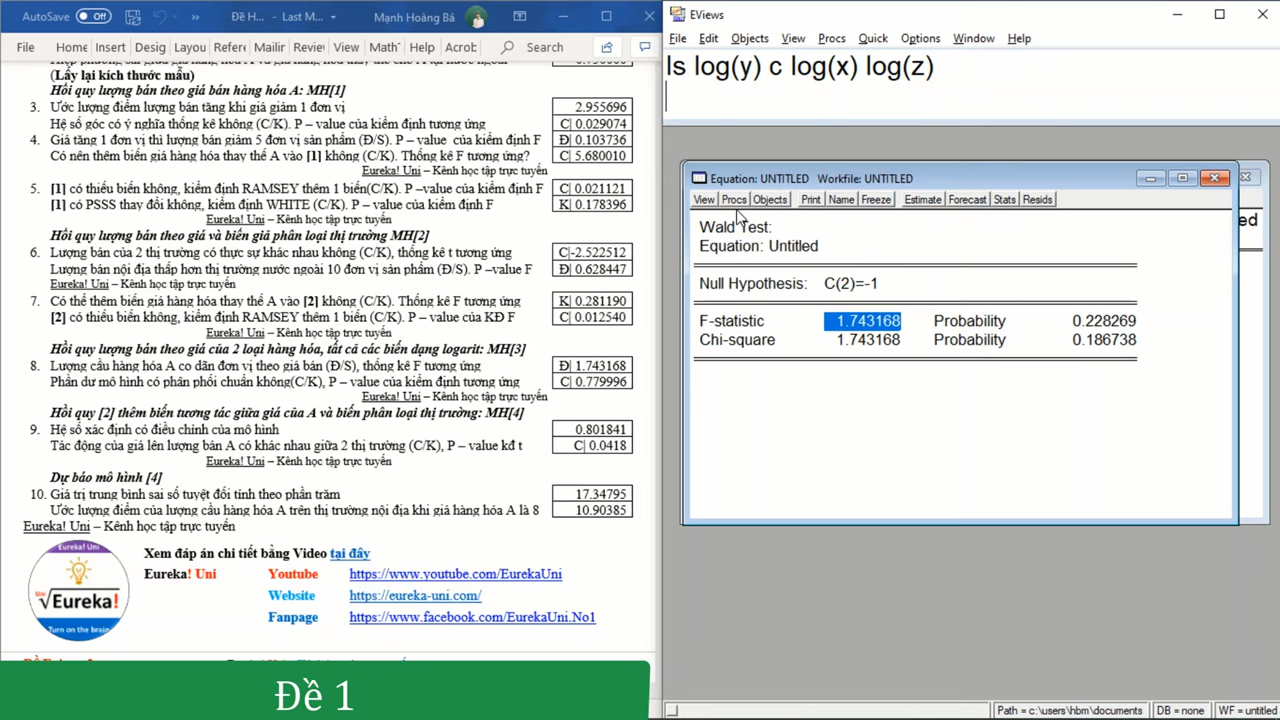 AutoSave Off Đề H... - Last M... Mạnh Hoàng Bá
File Home Insert Desig Layou Refere Mailir Reviev View Math Help Acrob Search
(Lấy lại kích thước mẫu)
Hồi quy lượng bán theo giá bán hàng hóa A: MH[1]
3. Ước lượng điểm lượng bán tăng khi giá giảm 1 đơn vị 2.955696
Hệ số góc có ý nghĩa thống kê không (C/K). P – value của kiểm định tương ứng C| 0.029074
4. Giá tăng 1 đơn vị thì lượng bán giảm 5 đơn vị sản phẩm (Đ/S). P – value của kiểm định F Đ| 0.103736
Có nên thêm biến giá hàng hóa thay thế A vào [1] không (C/K). Thống kê F tương ứng? C| 5.680010
Eureka! Uni – Kênh học tập trực tuyến
5. [1] có thiếu biến không, kiểm định RAMSEY thêm 1 biến(C/K). P –value của kiểm định F C| 0.021121
[1] có PSSS thay đổi không, kiểm định WHITE (C/K). P – value của kiểm định F K| 0.178396
Eureka! Uni – Kênh học tập trực tuyến
Hồi quy lượng bán theo giá và biến giả phân loại thị trường MH[2]
6. Lượng bán của 2 thị trường có thực sự khác nhau không (C/K), thống kê t tương ứng C|-2.522512
Lượng bán nội địa thấp hơn thị trường nước ngoài 10 đơn vị sản phẩm (Đ/S). P –value F Đ| 0.628447
Eureka! Uni – Kênh học tập trực tuyến
7. Có thể thêm biến giá hàng hóa thay thế A vào [2] không (C/K). Thống kê F tương ứng K| 0.281190
[2] có thiếu biến không, kiểm định RAMSEY thêm 1 biến (C/K). P – value của KĐ F C| 0.012540
Eureka! Uni – Kênh học tập trực tuyến
Hồi quy lượng bán theo giá của 2 loại hàng hóa, tất cả các biến dạng logarit: MH[3]
8. Lượng cầu hàng hóa A co dãn đơn vị theo giá bán (Đ/S), thống kê F tương ứng Đ| 1.743168
Phần dư mô hình có phân phối chuẩn không(C/K), P – value của kiểm định tương ứng C| 0.779996
Eureka! Uni – Kênh học tập trực tuyến
Hồi quy [2] thêm biến tương tác giữa giá của A và biến phân loại thị trường: MH[4]
9. Hệ số xác định có điều chỉnh của mô hình 0.801841
Tác động của giá lên lượng bán A có khác nhau giữa 2 thị trường (C/K), P – value kđ t C| 0.0418
Eureka! Uni – Kênh học tập trực tuyến
Dự báo mô hình [4]
10. Giá trị trung bình sai số tuyệt đối tính theo phần trăm 17.34795
Ước lượng điểm của lượng cầu hàng hóa A trên thị trường nội địa khi giá hàng hóa A là 8 10.90385
Eureka! Uni – Kênh học tập trực tuyến
Eureka! Uni
Uni
√Eureka!
Turn on the brain
Xem đáp án chi tiết bằng Video tại đây
Eureka! Uni Youtube https://www.youtube.com/EurekaUni
Website https://eureka-uni.com/
Fanpage https://www.facebook.com/EurekaUni.No1
Đề 1
EViews
File Edit Objects View Procs Quick Options Window Help
ls log(y) c log(x) log(z)
Equation: UNTITLED Workfile: UNTITLED
View Procs Objects Print Name Freeze Estimate Forecast Stats Resids
Wald Test:
Equation: Untitled
Null Hypothesis: C(2)=-1
F-statistic 1.743168 Probability 0.228269
Chi-square 1.743168 Probability 0.186738
ed
Path = c:\users\hbm\documents DB = none WF = untitled